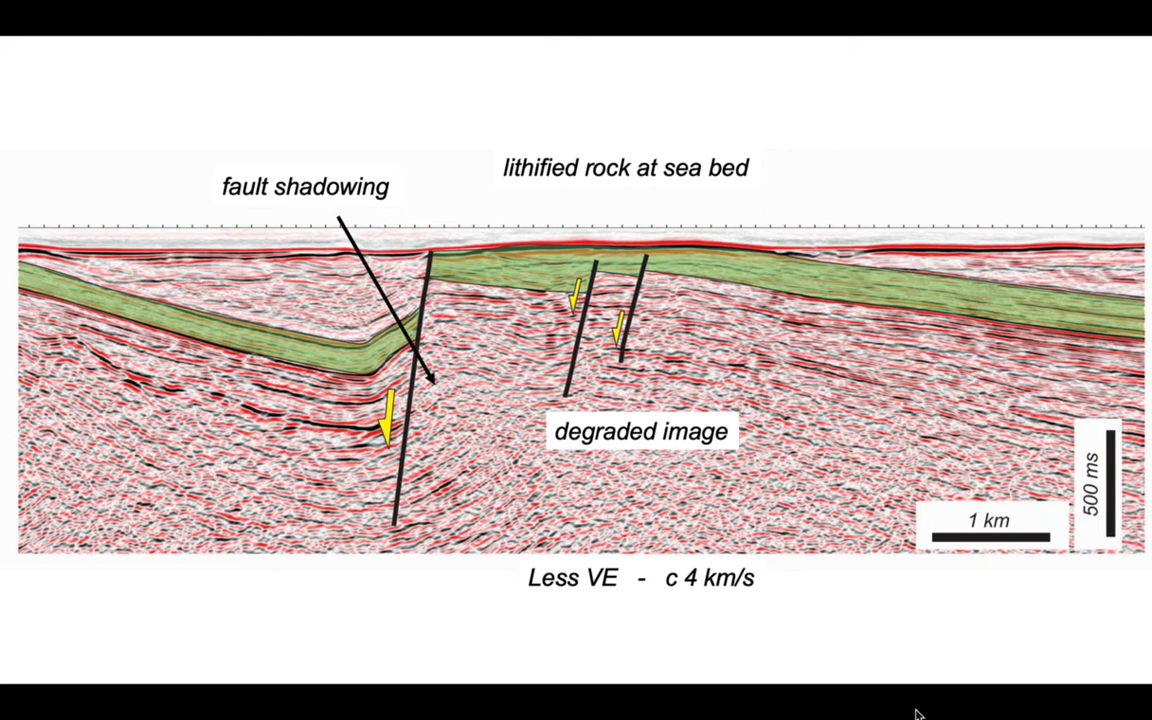 lithified rock at sea bed
fault shadowing
degraded image
500 ms
1 km
Less VE - c 4 km/s